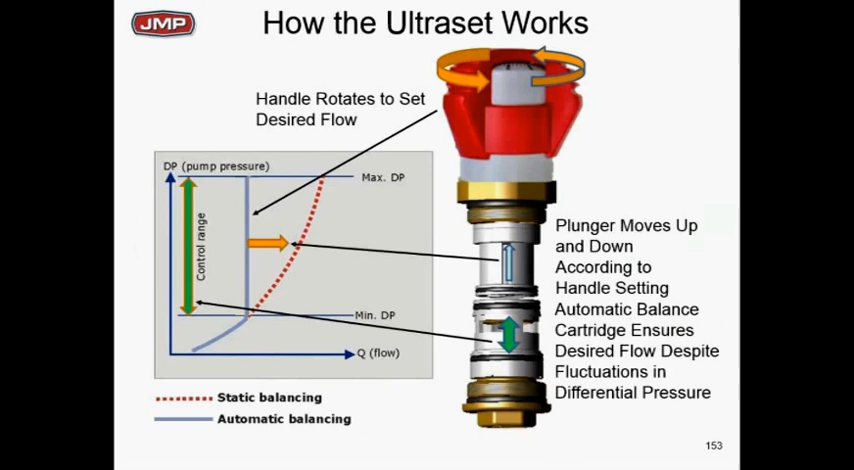 JMP
How the Ultraset Works
Handle Rotates to Set
Desired Flow
DP (pump pressure)
Max. DP
Control range
Min. DP
Q (flow)
Static balancing
Automatic balancing
Plunger Moves Up
and Down
According to
Handle Setting
Automatic Balance
Cartridge Ensures
Desired Flow Despite
Fluctuations in
Differential Pressure
153